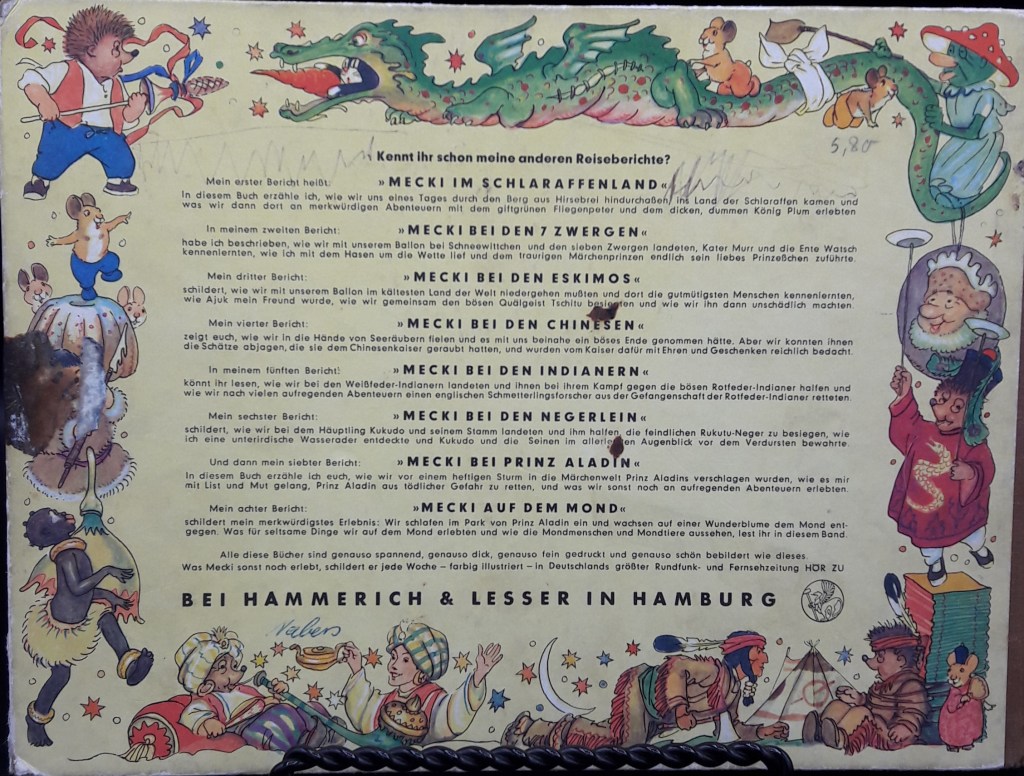 5,80
Kennt ihr schon meine anderen Reiseberichte?
Mein erster Bericht heißt: »MECKI IM SCHLARAFFENLAND«
In diesem Buch erzähle ich, wie wir uns eines Tages durch den Berg aus Hirsebrei hindurchaßen, ins Land der Schlaraffen kamen und
was wir dann dort an merkwürdigen Abenteuern mit dem giftgrünen Fliegenpeter und dem dicken, dummen König Plum erlebten
In meinem zweiten Bericht: »MECKI BEI DEN 7 ZWERGEN«
habe ich beschrieben, wie wir mit unserem Ballon bei Schneewittchen und den sieben Zwergen landeten, Kater Murr und die Ente Watsch
kennenlernten, wie ich mit dem Hasen um die Wette lief und dem traurigen Märchenprinzen endlich sein liebes Prinzeßchen zuführte.
Mein dritter Bericht: »MECKI BEI DEN ESKIMOS«
schildert, wie wir mit unserem Ballon im kältesten Land der Welt niedergehen mußten und dort die gutmütigsten Menschen kennenlernten,
wie Ajuk mein Freund wurde, wie wir gemeinsam den bösen Quälgeist Tschitu besiegten und wie wir ihn dann unschädlich machten.
Mein vierter Bericht: »MECKI BEI DEN CHINESEN«
zeigt euch, wie wir in die Hände von Seeräubern fielen und es mit uns beinahe ein böses Ende genommen hätte. Aber wir konnten ihnen
die Schätze abjagen, die sie dem Chinesenkaiser geraubt hatten, und wurden vom Kaiser dafür mit Ehren und Geschenken reichlich bedacht.
In meinem fünften Bericht: »MECKI BEI DEN INDIANERN«
könnt ihr lesen, wie wir bei den Weißfeder-Indianern landeten und ihnen bei ihrem Kampf gegen die bösen Rotfeder-Indianer halfen und
wie wir nach vielen aufregenden Abenteuern einen englischen Schmetterlingsforscher aus der Gefangenschaft der Rotfeder-Indianer retteten.
Mein sechster Bericht: »MECKI BEI DEN NEGERLEIN«
schildert, wie wir bei dem Häuptling Kukudo und seinem Stamm landeten und ihm halfen, die feindlichen Rukutu-Neger zu besiegen, wie
ich eine unterirdische Wasserader entdeckte und Kukudo und die Seinen im allerletzten Augenblick vor dem Verdursten bewahrte.
Und dann mein siebter Bericht: »MECKI BEI PRINZ ALADIN«
In diesem Buch erzähle ich euch, wie wir vor einem heftigen Sturm in die Märchenwelt Prinz Aladins verschlagen wurden, wie es mir
mit List und Mut gelang, Prinz Aladin aus tödlicher Gefahr zu retten, und was wir sonst noch an aufregenden Abenteuern erlebten.
Mein achter Bericht: »MECKI AUF DEM MOND«
schildert mein merkwürdigstes Erlebnis: Wir schlafen im Park von Prinz Aladin ein und wachsen auf einer Wunderblume dem Mond ent-
gegen. Was für seltsame Dinge wir auf dem Mond erlebten und wie die Mondmenschen und Mondtiere aussehen, lest ihr in diesem Band.
Alle diese Bücher sind genauso spannend, genauso dick, genauso fein gedruckt und genauso schön bebildert wie dieses.
Was Mecki sonst noch erlebt, schildert er jede Woche – farbig illustriert – in Deutschlands größter Rundfunk- und Fernsehzeitung HÖR ZU
BEI HAMMERICH & LESSER IN HAMBURG
Nabers